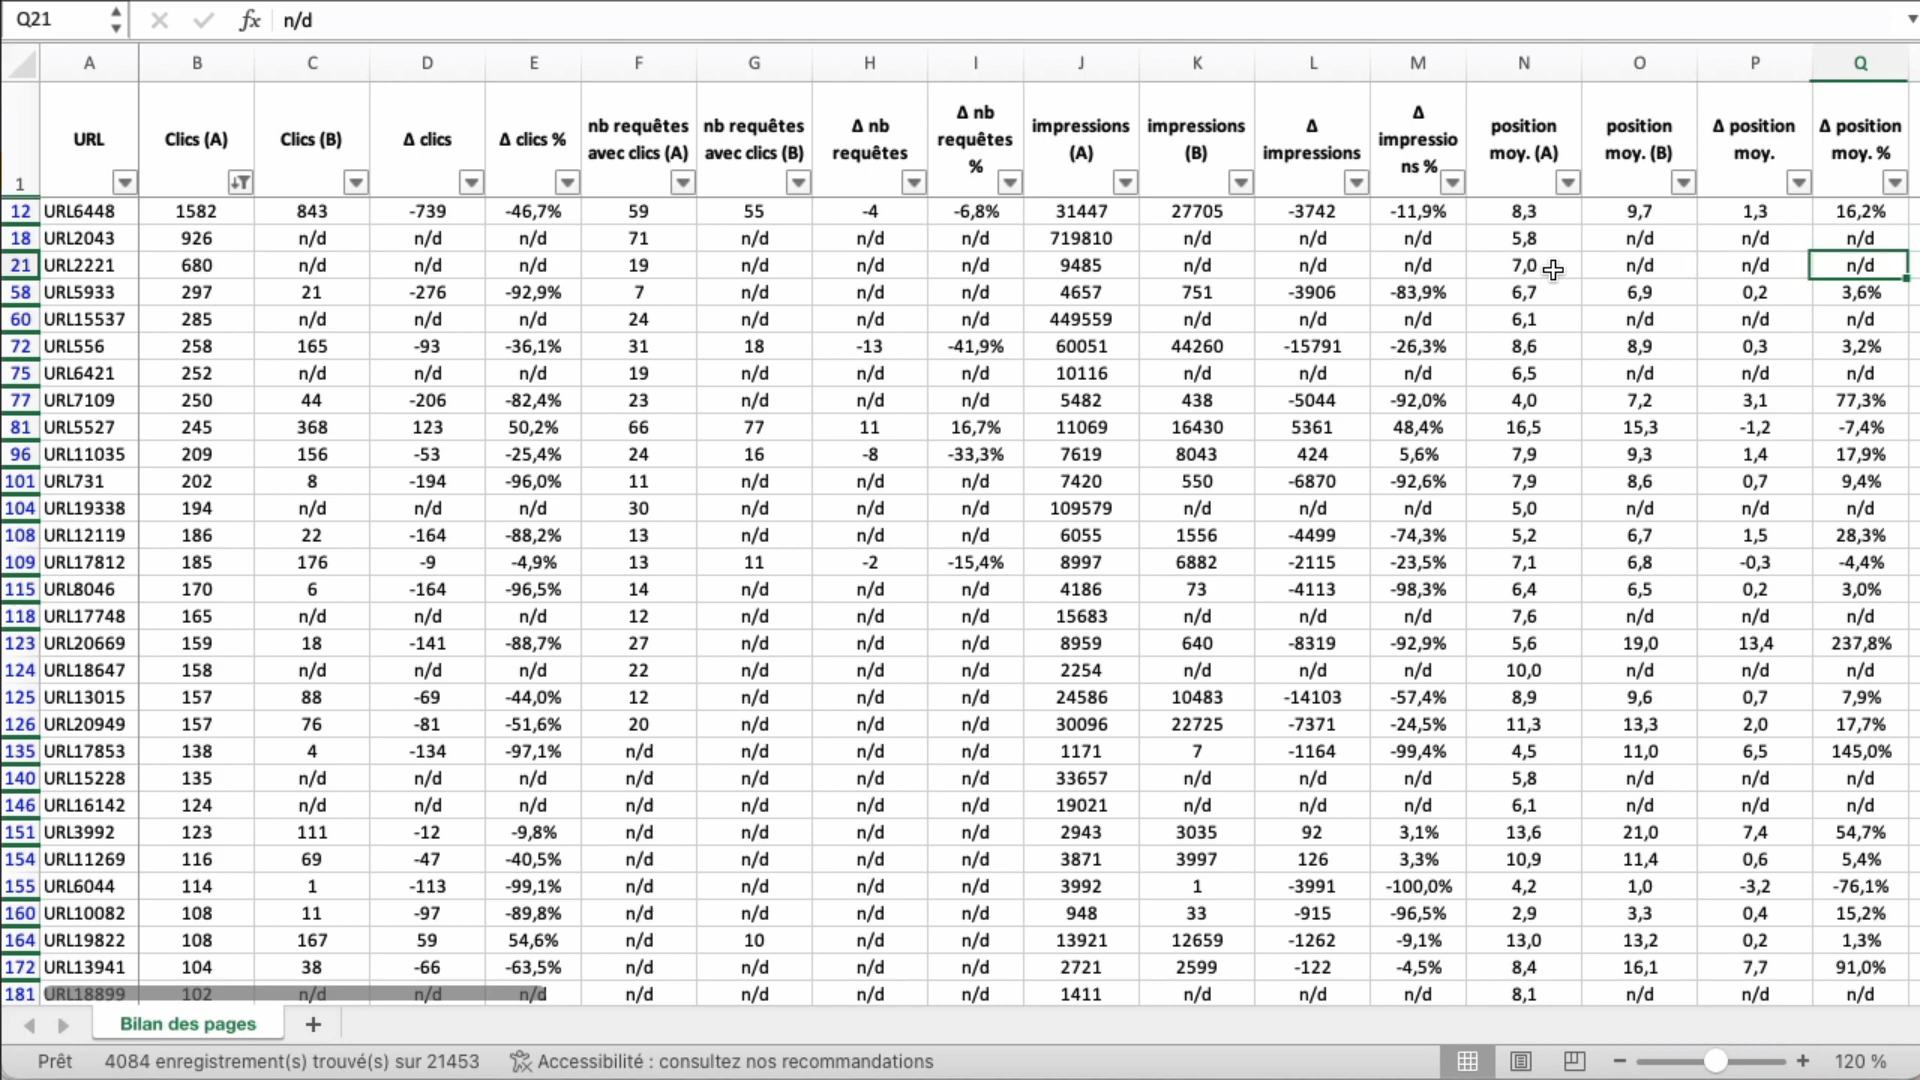 Q21 fx n/d
A B C D E F G H I J K L M N O P Q
1 URL Clics (A) Clics (B) Δ clics Δ clics % nb requêtes avec clics (A) nb requêtes avec clics (B) Δ nb requêtes Δ nb requêtes % impressions (A) impressions (B) Δ impressions Δ impressio ns % position moy. (A) position moy. (B) Δ position moy. Δ position moy. %
12 URL6448 1582 843 -739 -46,7% 59 55 -4 -6,8% 31447 27705 -3742 -11,9% 8,3 9,7 1,3 16,2%
18 URL2043 926 n/d n/d n/d 71 n/d n/d n/d 719810 n/d n/d n/d 5,8 n/d n/d n/d
21 URL2221 680 n/d n/d n/d 19 n/d n/d n/d 9485 n/d n/d n/d 7,0 n/d n/d n/d
58 URL5933 297 21 -276 -92,9% 7 n/d n/d n/d 4657 751 -3906 -83,9% 6,7 6,9 0,2 3,6%
60 URL15537 285 n/d n/d n/d 24 n/d n/d n/d 449559 n/d n/d n/d 6,1 n/d n/d n/d
72 URL556 258 165 -93 -36,1% 31 18 -13 -41,9% 60051 44260 -15791 -26,3% 8,6 8,9 0,3 3,2%
75 URL6421 252 n/d n/d n/d 19 n/d n/d n/d 10116 n/d n/d n/d 6,5 n/d n/d n/d
77 URL7109 250 44 -206 -82,4% 23 n/d n/d n/d 5482 438 -5044 -92,0% 4,0 7,2 3,1 77,3%
81 URL5527 245 368 123 50,2% 66 77 11 16,7% 11069 16430 5361 48,4% 16,5 15,3 -1,2 -7,4%
96 URL11035 209 156 -53 -25,4% 24 16 -8 -33,3% 7619 8043 424 5,6% 7,9 9,3 1,4 17,9%
101 URL731 202 8 -194 -96,0% 11 n/d n/d n/d 7420 550 -6870 -92,6% 7,9 8,6 0,7 9,4%
104 URL19338 194 n/d n/d n/d 30 n/d n/d n/d 109579 n/d n/d n/d 5,0 n/d n/d n/d
108 URL12119 186 22 -164 -88,2% 13 n/d n/d n/d 6055 1556 -4499 -74,3% 5,2 6,7 1,5 28,3%
109 URL17812 185 176 -9 -4,9% 13 11 -2 -15,4% 8997 6882 -2115 -23,5% 7,1 6,8 -0,3 -4,4%
115 URL8046 170 6 -164 -96,5% 14 n/d n/d n/d 4186 73 -4113 -98,3% 6,4 6,5 0,2 3,0%
118 URL17748 165 n/d n/d n/d 12 n/d n/d n/d 15683 n/d n/d n/d 7,6 n/d n/d n/d
123 URL20669 159 18 -141 -88,7% 27 n/d n/d n/d 8959 640 -8319 -92,9% 5,6 19,0 13,4 237,8%
124 URL18647 158 n/d n/d n/d 22 n/d n/d n/d 2254 n/d n/d n/d 10,0 n/d n/d n/d
125 URL13015 157 88 -69 -44,0% 12 n/d n/d n/d 24586 10483 -14103 -57,4% 8,9 9,6 0,7 7,9%
126 URL20949 157 76 -81 -51,6% 20 n/d n/d n/d 30096 22725 -7371 -24,5% 11,3 13,3 2,0 17,7%
135 URL17853 138 4 -134 -97,1% n/d n/d n/d n/d 1171 7 -1164 -99,4% 4,5 11,0 6,5 145,0%
140 URL15228 135 n/d n/d n/d n/d n/d n/d n/d 33657 n/d n/d n/d 5,8 n/d n/d n/d
146 URL16142 124 n/d n/d n/d n/d n/d n/d n/d 19021 n/d n/d n/d 6,1 n/d n/d n/d
151 URL3992 123 111 -12 -9,8% n/d n/d n/d n/d 2943 3035 92 3,1% 13,6 21,0 7,4 54,7%
154 URL11269 116 69 -47 -40,5% n/d n/d n/d n/d 3871 3997 126 3,3% 10,9 11,4 0,6 5,4%
155 URL6044 114 1 -113 -99,1% n/d n/d n/d n/d 3992 1 -3991 -100,0% 4,2 1,0 -3,2 -76,1%
160 URL10082 108 11 -97 -89,8% n/d n/d n/d n/d 948 33 -915 -96,5% 2,9 3,3 0,4 15,2%
164 URL19822 108 167 59 54,6% n/d 10 n/d n/d 13921 12659 -1262 -9,1% 13,0 13,2 0,2 1,3%
172 URL13941 104 38 -66 -63,5% n/d n/d n/d n/d 2721 2599 -122 -4,5% 8,4 16,1 7,7 91,0%
181 URL18899 102 n/d n/d n/d n/d n/d n/d n/d 1411 n/d n/d n/d 8,1 n/d n/d n/d
Bilan des pages +
Prêt 4084 enregistrement(s) trouvé(s) sur 21453 Accessibilité : consultez nos recommandations 120 %